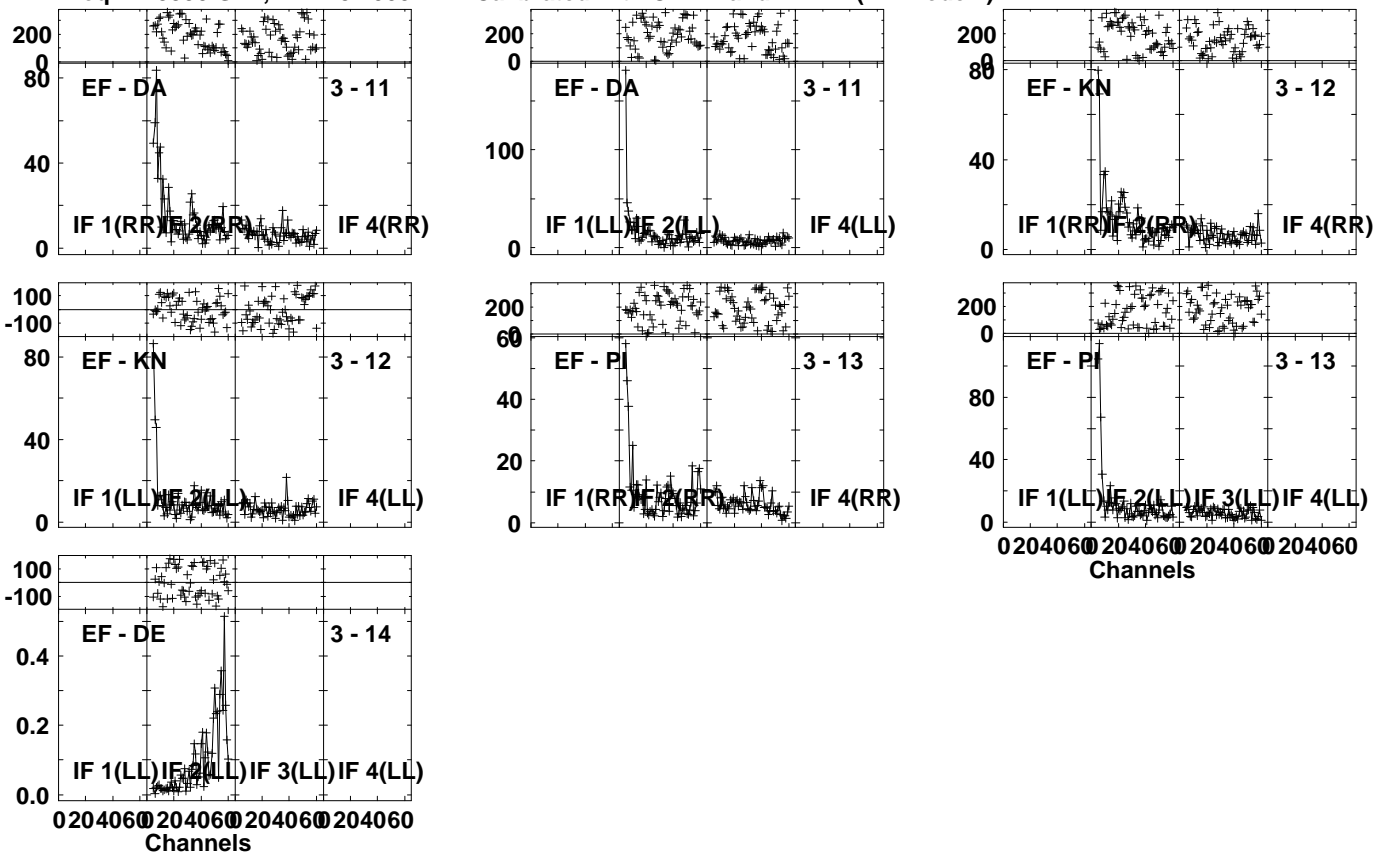 200
0
80
40
0
EF - DA 3 - 11
IF 1(RR) IF 2(RR) IF 4(RR)
200
0
100
0
EF - DA 3 - 11
IF 1(LL) IF 2(LL) IF 4(LL)
200
0
80
40
0
EF - KN 3 - 12
IF 1(RR) IF 2(RR) IF 4(RR)
100
-100
80
40
0
EF - KN 3 - 12
IF 1(LL) IF 2(LL) IF 4(LL)
200
0
60
40
20
0
EF - PI 3 - 13
IF 1(RR) IF 2(RR) IF 4(RR)
200
0
80
40
0
EF - PI 3 - 13
IF 1(LL) IF 2(LL) IF 3(LL) IF 4(LL)
0 20 40 60 0 20 40 60 0 20 40 60 0 20 40 60
Channels
100
-100
0.4
0.2
0.0
EF - DE 3 - 14
IF 1(LL) IF 2(LL) IF 3(LL) IF 4(LL)
0 20 40 60 0 20 40 60 0 20 40 60 0 20 40 60
Channels